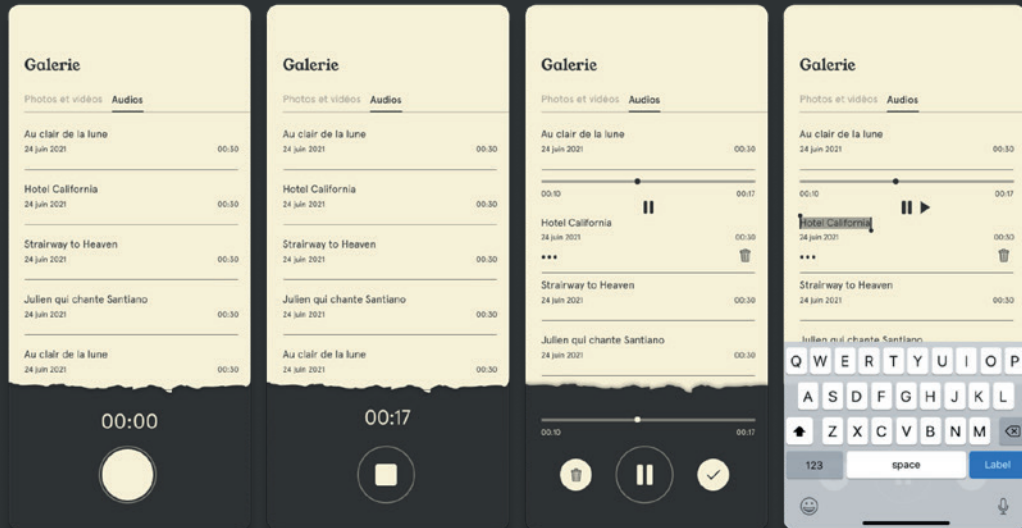 Galerie
Photos et vidéos Audios
Au clair de la lune
24 juin 2021 00:30
Hotel California
24 juin 2021 00:30
Strairway to Heaven
24 juin 2021 00:30
Julien qui chante Santiano
24 juin 2021 00:30
Au clair de la lune
24 juin 2021 00:30
00:00
Galerie
Photos et vidéos Audios
Au clair de la lune
24 juin 2021 00:30
Hotel California
24 juin 2021 00:30
Strairway to Heaven
24 juin 2021 00:30
Julien qui chante Santiano
24 juin 2021 00:30
Au clair de la lune
24 juin 2021 00:30
00:17
Galerie
Photos et vidéos Audios
Au clair de la lune
24 juin 2021 00:30
00:10 00:17
Hotel California
24 juin 2021 00:30
Strairway to Heaven
24 juin 2021 00:30
Julien qui chante Santiano
24 juin 2021 00:30
00:10 00:17
Galerie
Photos et vidéos Audios
Au clair de la lune
24 juin 2021 00:30
00:10 00:17
Hotel California
24 juin 2021 00:30
Strairway to Heaven
24 juin 2021 00:30
Julien qui chante Santiano
Q W E R T Y U I O P
A S D F G H J K L
Z X C V B N M
123 space Label